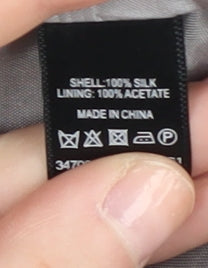 SHELL:100% SILK
LINING: 100% ACETATE
MADE IN CHINA